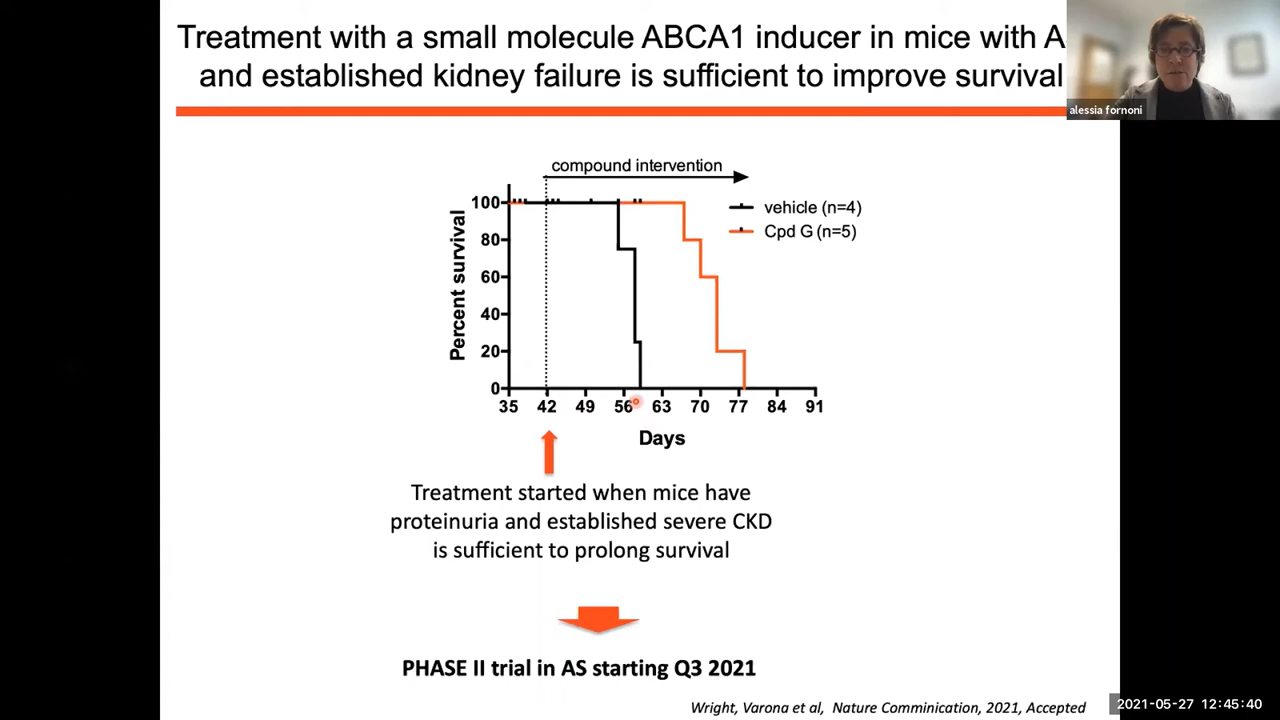 Treatment with a small molecule ABCA1 inducer in mice with A
and established kidney failure is sufficient to improve survival
alessia fornoni
compound intervention
vehicle (n=4)
Cpd G (n=5)
Percent survival
100
80
60
40
20
0
35 42 49 56 63 70 77 84 91
Days
Treatment started when mice have
proteinuria and established severe CKD
is sufficient to prolong survival
PHASE II trial in AS starting Q3 2021
Wright, Varona et al, Nature Comminication, 2021, Accepted
2021-05-27 12:45:40